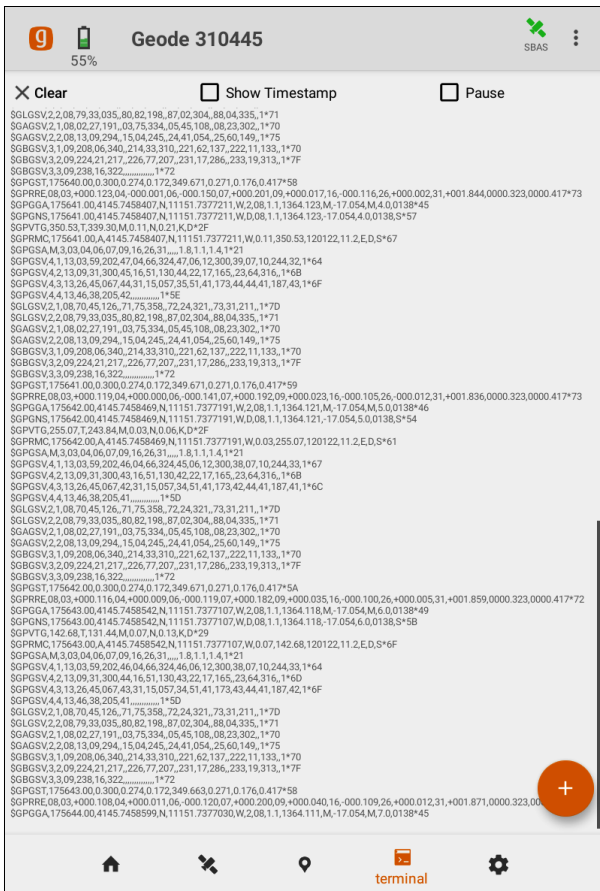 g
55%
Geode 310445
SBAS
Clear
Show Timestamp
Pause
$GLGSV,2,2,08,79,33,035,,80,82,198,,87,02,304,,88,04,335,,1*71
$GAGSV,2,1,08,02,27,191,,03,75,334,,05,45,108,,08,23,302,,1*70
$GAGSV,2,2,08,13,09,294,,15,04,245,,24,41,054,,25,60,149,,1*75
$GBGSV,3,1,09,208,06,340,,214,33,310,,221,62,137,,222,11,133,,1*70
$GBGSV,3,2,09,224,21,217,,226,77,207,,231,17,286,,233,19,313,,1*7F
$GBGSV,3,3,09,238,16,322,,,,,,,,,,,,,1*72
$GPGST,175640.00,0.300,0.274,0.172,349.671,0.271,0.176,0.417*58
$GPRRE,08,03,+000.123,04,-000.001,06,-000.150,07,+000.201,09,+000.017,16,-000.116,26,+000.002,31,+001.844,0000.323,0000.417*73
$GPGGA,175641.00,4145.7458407,N,11151.7377211,W,2,08,1.1,1364.123,M,-17.054,M,4.0,0138*45
$GPGNS,175641.00,4145.7458407,N,11151.7377211,W,D,08,1.1,1364.123,-17.054,4.0,0138,S*57
$GPVTG,350.53,T,339.30,M,0.11,N,0.21,K,D*2F
$GPRMC,175641.00,A,4145.7458407,N,11151.7377211,W,0.11,350.53,120122,11.2,E,D,S*67
$GPGSA,M,3,03,04,06,07,09,16,26,31,,,,,1.8,1.1,1.4,1*21
$GPGSV,4,1,13,03,59,202,47,04,66,324,47,06,12,300,39,07,10,244,32,1*64
$GPGSV,4,2,13,09,31,300,45,16,51,130,44,22,17,165,,23,64,316,,1*6B
$GPGSV,4,3,13,26,45,067,44,31,15,057,35,51,41,173,44,44,41,187,43,1*6F
$GPGSV,4,4,13,46,38,205,42,,,,,,,,,,,,,1*5E
$GLGSV,2,1,08,70,45,126,,71,75,358,,72,24,321,,73,31,211,,1*7D
$GLGSV,2,2,08,79,33,035,,80,82,198,,87,02,304,,88,04,335,,1*71
$GAGSV,2,1,08,02,27,191,,03,75,334,,05,45,108,,08,23,302,,1*70
$GAGSV,2,2,08,13,09,294,,15,04,245,,24,41,054,,25,60,149,,1*75
$GBGSV,3,1,09,208,06,340,,214,33,310,,221,62,137,,222,11,133,,1*70
$GBGSV,3,2,09,224,21,217,,226,77,207,,231,17,286,,233,19,313,,1*7F
$GBGSV,3,3,09,238,16,322,,,,,,,,,,,,,1*72
$GPGST,175641.00,0.300,0.274,0.172,349.671,0.271,0.176,0.417*59
$GPRRE,08,03,+000.119,04,+000.000,06,-000.141,07,+000.192,09,+000.023,16,-000.105,26,-000.012,31,+001.836,0000.323,0000.417*73
$GPGGA,175642.00,4145.7458469,N,11151.7377191,W,2,08,1.1,1364.121,M,-17.054,M,5.0,0138*46
$GPGNS,175642.00,4145.7458469,N,11151.7377191,W,D,08,1.1,1364.121,-17.054,5.0,0138,S*54
$GPVTG,255.07,T,243.84,M,0.03,N,0.06,K,D*2F
$GPRMC,175642.00,A,4145.7458469,N,11151.7377191,W,0.03,255.07,120122,11.2,E,D,S*61
$GPGSA,M,3,03,04,06,07,09,16,26,31,,,,,1.8,1.1,1.4,1*21
$GPGSV,4,1,13,03,59,202,46,04,66,324,45,06,12,300,38,07,10,244,33,1*67
$GPGSV,4,2,13,09,31,300,43,16,51,130,42,22,17,165,,23,64,316,,1*6B
$GPGSV,4,3,13,26,45,067,42,31,15,057,34,51,41,173,42,44,41,187,41,1*6C
$GPGSV,4,4,13,46,38,205,41,,,,,,,,,,,,,1*5D
$GLGSV,2,1,08,70,45,126,,71,75,358,,72,24,321,,73,31,211,,1*7D
$GLGSV,2,2,08,79,33,035,,80,82,198,,87,02,304,,88,04,335,,1*71
$GAGSV,2,1,08,02,27,191,,03,75,334,,05,45,108,,08,23,302,,1*70
$GAGSV,2,2,08,13,09,294,,15,04,245,,24,41,054,,25,60,149,,1*75
$GBGSV,3,1,09,208,06,340,,214,33,310,,221,62,137,,222,11,133,,1*70
$GBGSV,3,2,09,224,21,217,,226,77,207,,231,17,286,,233,19,313,,1*7F
$GBGSV,3,3,09,238,16,322,,,,,,,,,,,,,1*72
$GPGST,175642.00,0.300,0.274,0.172,349.671,0.271,0.176,0.417*5A
$GPRRE,08,03,+000.116,04,+000.009,06,-000.119,07,+000.182,09,+000.035,16,-000.100,26,+000.005,31,+001.859,0000.323,0000.417*72
$GPGGA,175643.00,4145.7458542,N,11151.7377107,W,2,08,1.1,1364.118,M,-17.054,M,6.0,0138*49
$GPGNS,175643.00,4145.7458542,N,11151.7377107,W,D,08,1.1,1364.118,-17.054,6.0,0138,S*5B
$GPVTG,142.68,T,131.44,M,0.07,N,0.13,K,D*29
$GPRMC,175643.00,A,4145.7458542,N,11151.7377107,W,0.07,142.68,120122,11.2,E,D,S*6F
$GPGSA,M,3,03,04,06,07,09,16,26,31,,,,,1.8,1.1,1.4,1*21
$GPGSV,4,1,13,03,59,202,46,04,66,324,46,06,12,300,38,07,10,244,33,1*64
$GPGSV,4,2,13,09,31,300,44,16,51,130,43,22,17,165,,23,64,316,,1*6D
$GPGSV,4,3,13,26,45,067,43,31,15,057,34,51,41,173,43,44,41,187,42,1*6F
$GPGSV,4,4,13,46,38,205,41,,,,,,,,,,,,,1*5D
$GLGSV,2,1,08,70,45,126,,71,75,358,,72,24,321,,73,31,211,,1*7D
$GLGSV,2,2,08,79,33,035,,80,82,198,,87,02,304,,88,04,335,,1*71
$GAGSV,2,1,08,02,27,191,,03,75,334,,05,45,108,,08,23,302,,1*70
$GAGSV,2,2,08,13,09,294,,15,04,245,,24,41,054,,25,60,149,,1*75
$GBGSV,3,1,09,208,06,340,,214,33,310,,221,62,137,,222,11,133,,1*70
$GBGSV,3,2,09,224,21,217,,226,77,207,,231,17,286,,233,19,313,,1*7F
$GBGSV,3,3,09,238,16,322,,,,,,,,,,,,,1*72
$GPGST,175643.00,0.300,0.274,0.172,349.663,0.271,0.176,0.417*58
$GPRRE,08,03,+000.108,04,+000.011,06,-000.120,07,+000.200,09,+000.040,16,-000.109,26,+000.012,31,+001.871,0000.323,00
$GPGGA,175644.00,4145.7458599,N,11151.7377030,W,2,08,1.1,1364.111,M,-17.054,M,7.0,0138*45
terminal